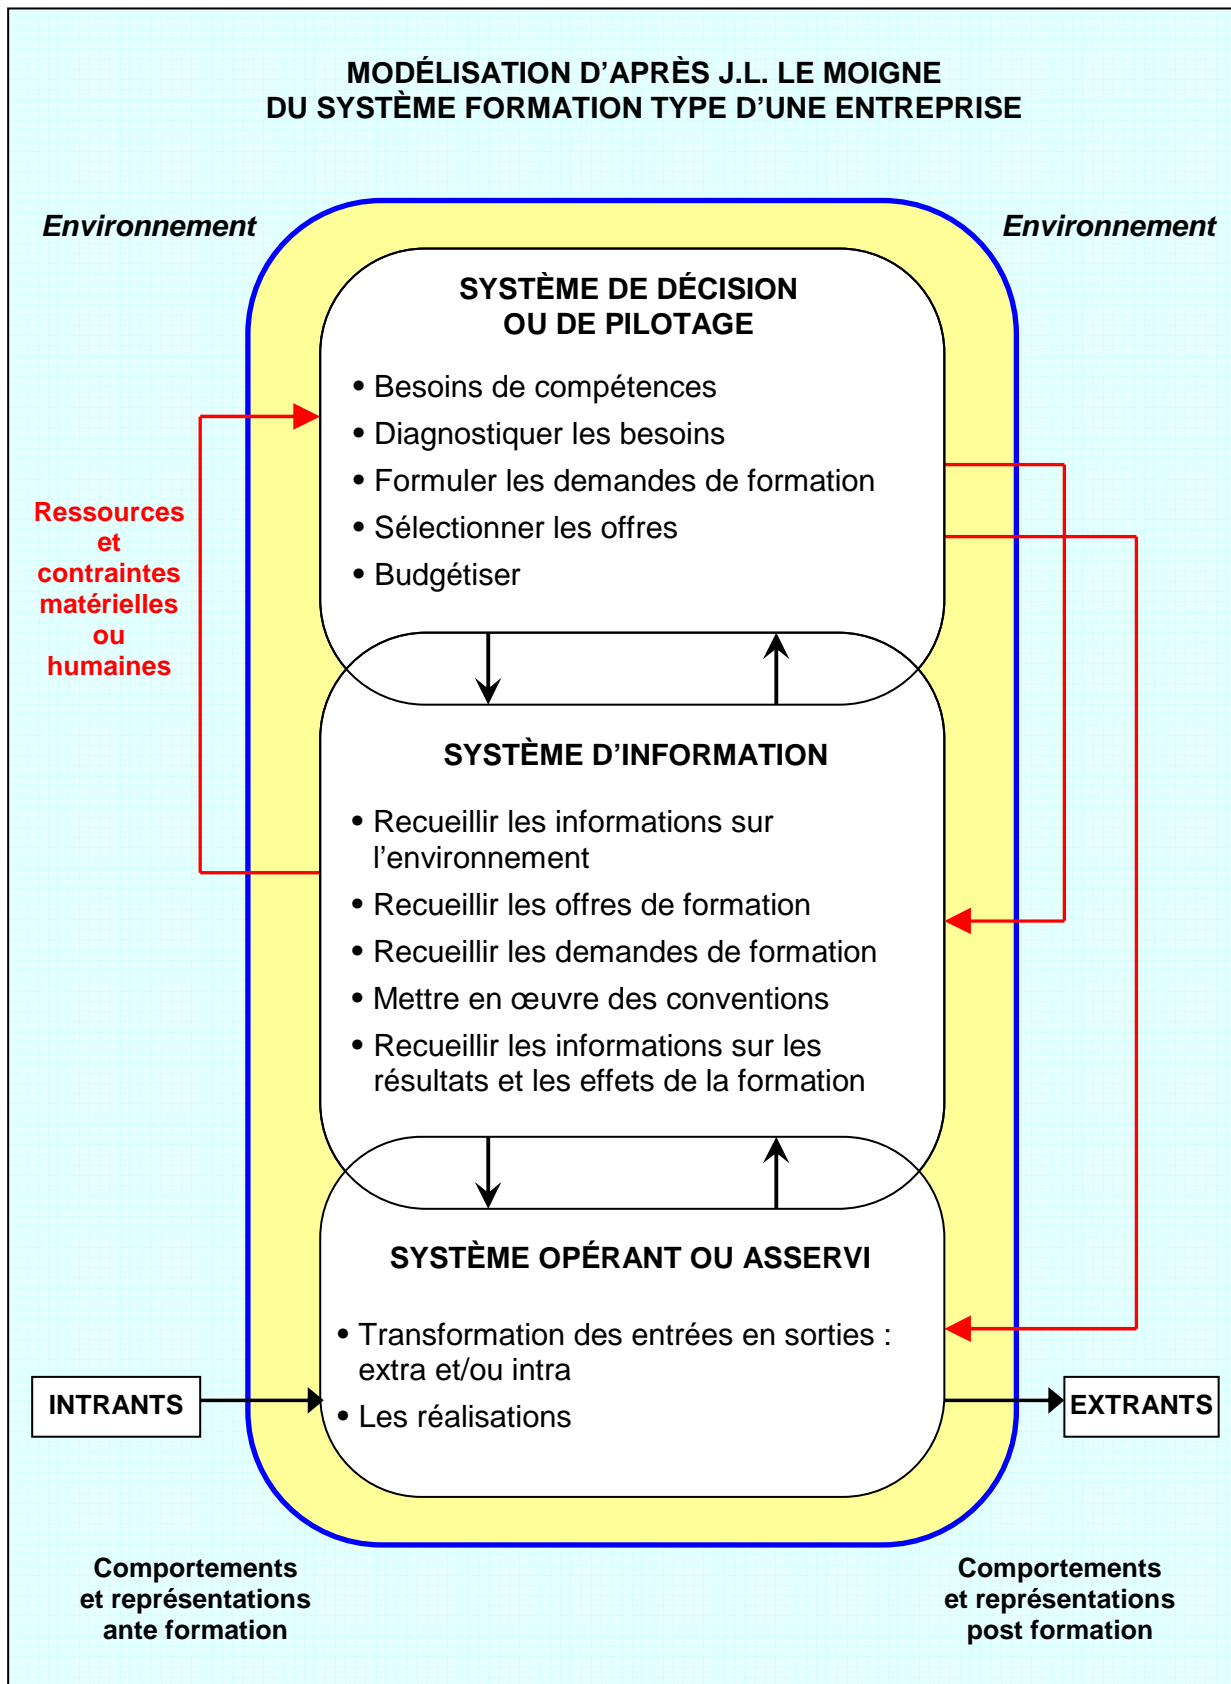 MODÉLISATION D'APRÈS J.L. LE MOIGNE
DU SYSTÈME FORMATION TYPE D'UNE ENTREPRISE
Environnement
Environnement
SYSTÈME DE DÉCISION
OU DE PILOTAGE
• Besoins de compétences
• Diagnostiquer les besoins
• Formuler les demandes de formation
• Sélectionner les offres
• Budgétiser
Ressources
et
contraintes
matérielles
ou
humaines
SYSTÈME D'INFORMATION
• Recueillir les informations sur
l'environnement
• Recueillir les offres de formation
• Recueillir les demandes de formation
• Mettre en œuvre des conventions
• Recueillir les informations sur les
résultats et les effets de la formation
SYSTÈME OPÉRANT OU ASSERVI
• Transformation des entrées en sorties :
extra et/ou intra
• Les réalisations
INTRANTS
EXTRANTS
Comportements
et représentations
ante formation
Comportements
et représentations
post formation